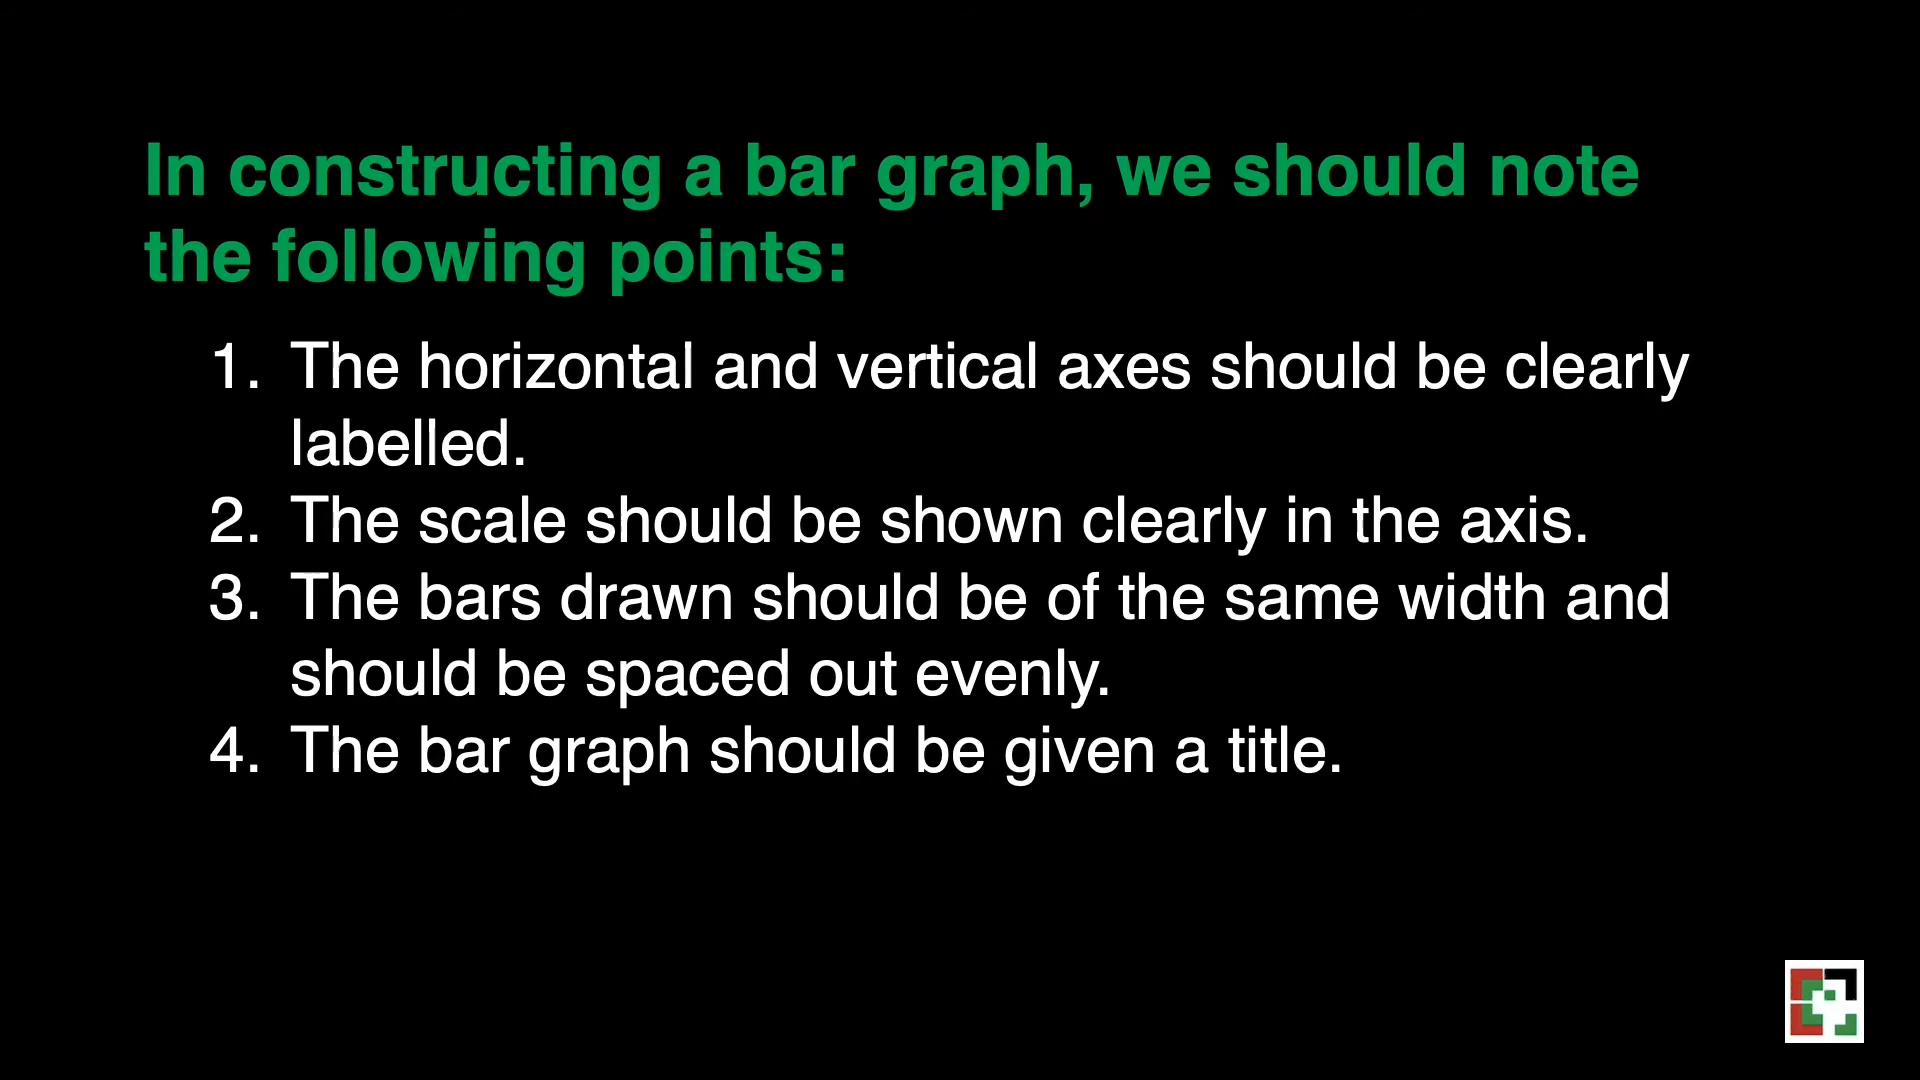 In constructing a bar graph, we should note
the following points:
1. The horizontal and vertical axes should be clearly
labelled.
2. The scale should be shown clearly in the axis.
3. The bars drawn should be of the same width and
should be spaced out evenly.
4. The bar graph should be given a title.